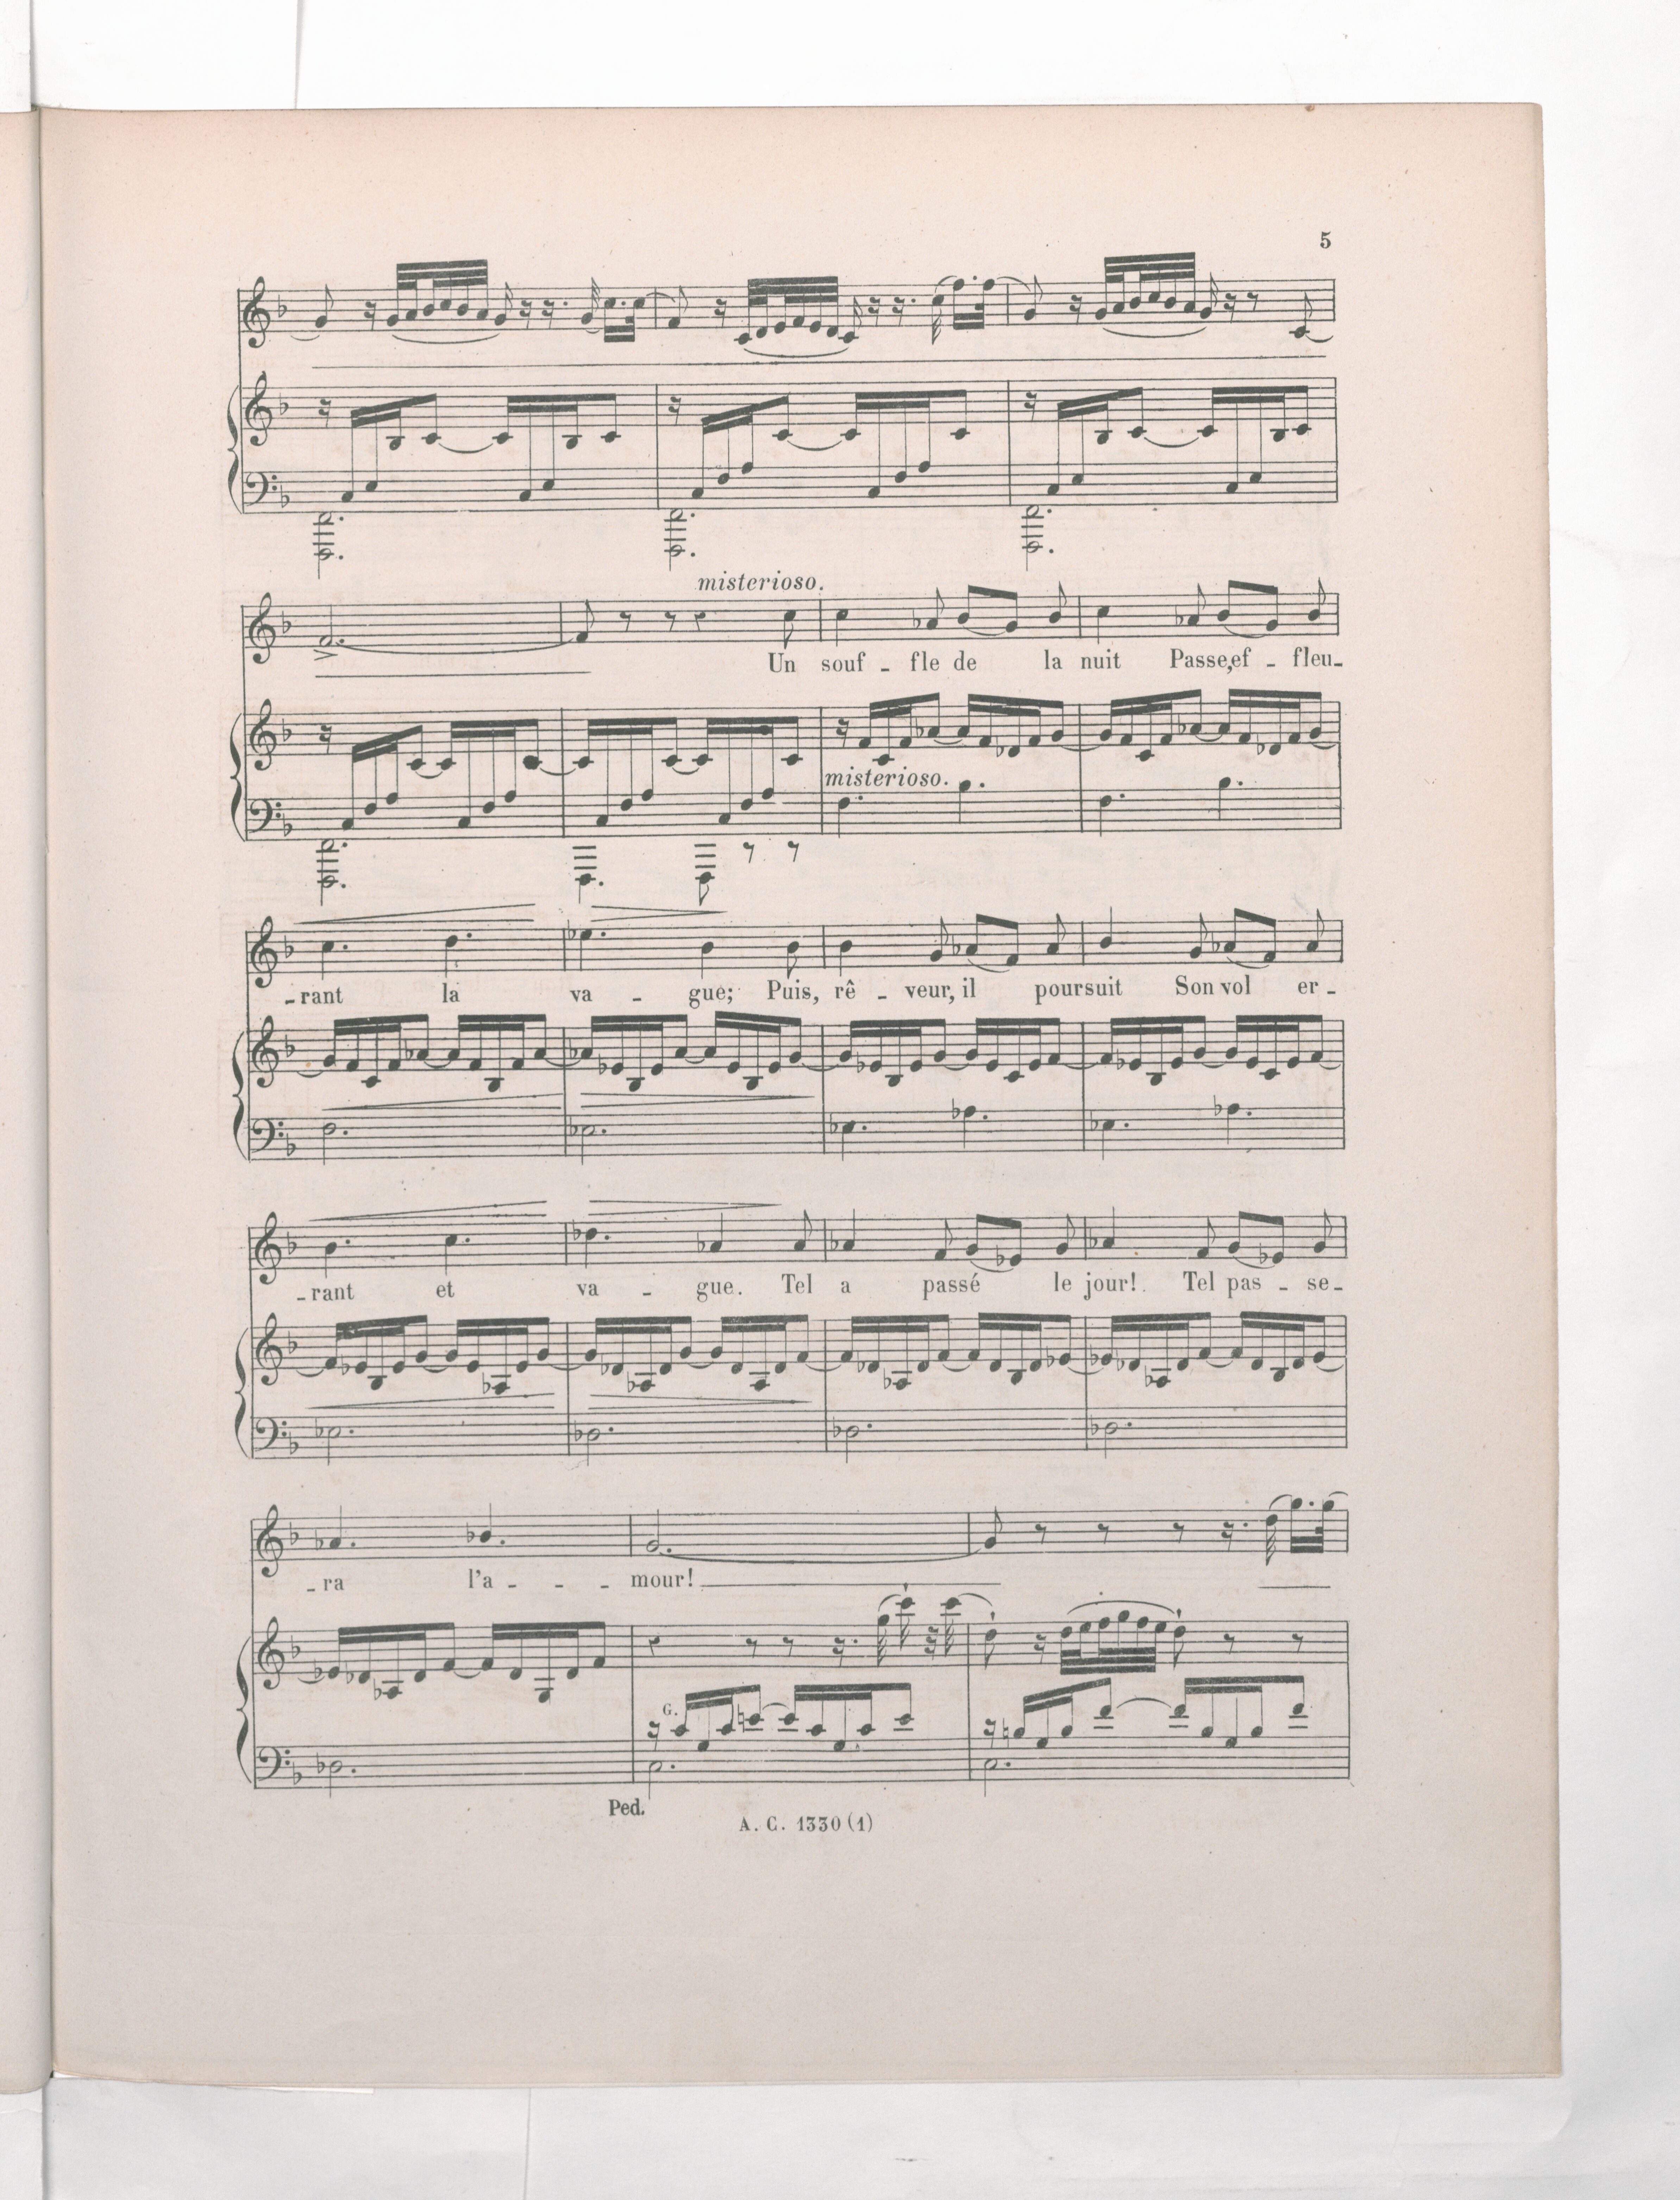 5
misterioso.
Un souf - fle de la nuit Passe, ef - fleu-
misterioso.
-rant la va - gue; Puis, rê - veur, il poursuit Son vol er-
-rant et va - gue. Tel a passé le jour! Tel pas - se-
-ra l'a - - - mour!
G.
Ped.
A. C. 1330 (1)